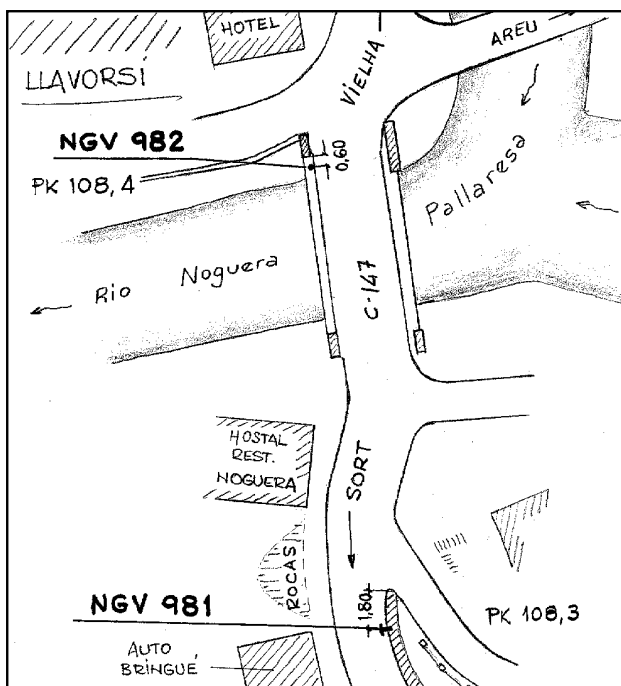 HOTEL
LLAVORSÍ
VIELHA
AREU
NGV 982
0,60
PK 108,4
Pallaresa
Rio Noguera
C-147
HOSTAL
REST.
NOGUERA
SORT
ROCAS
NGV 981
1,80
PK 108,3
AUTO
BRINGUÉ